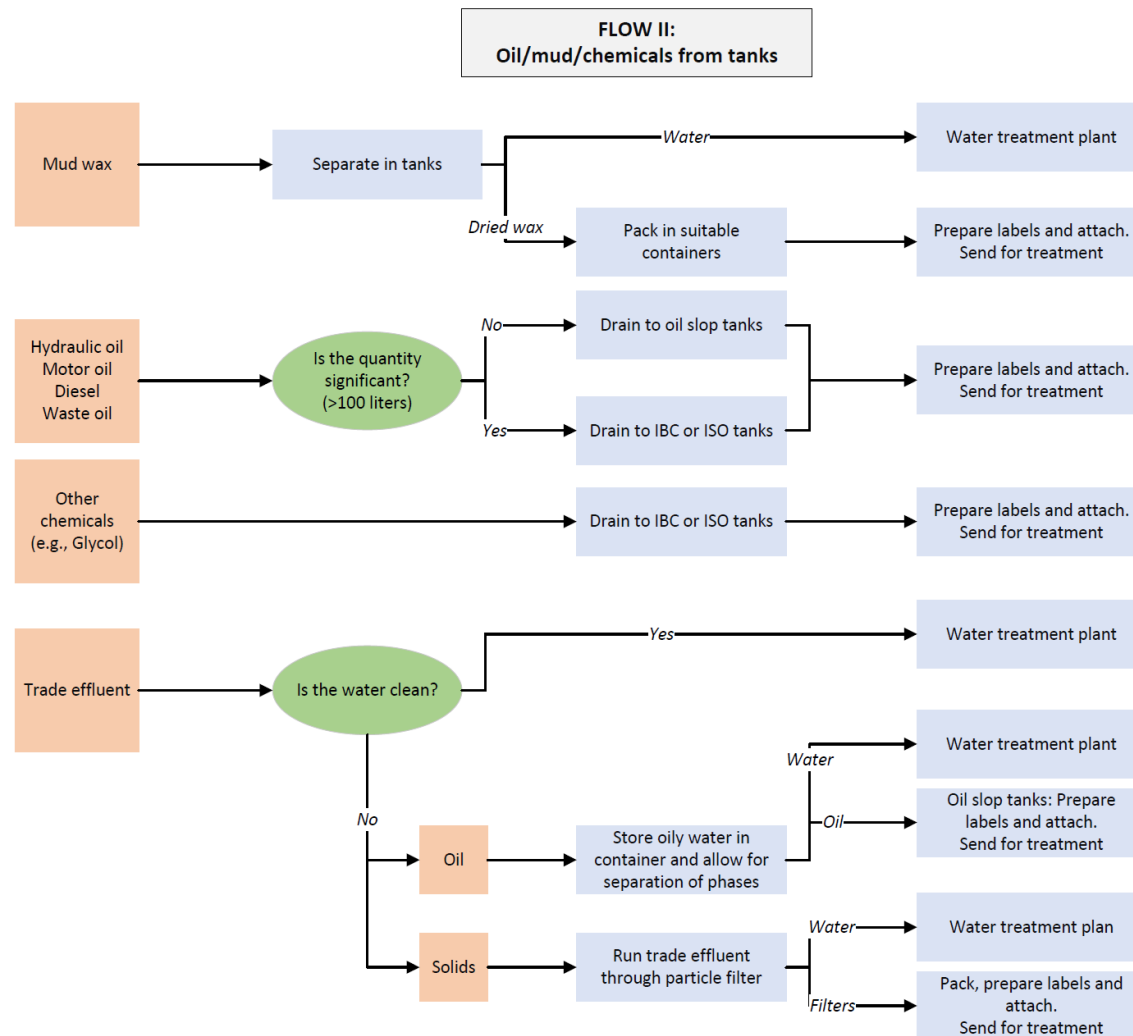 FLOW II:
Oil/mud/chemicals from tanks
Mud wax
Separate in tanks
Water
Water treatment plant
Dried wax
Pack in suitable
containers
Prepare labels and attach.
Send for treatment
Hydraulic oil
Motor oil
Diesel
Waste oil
Is the quantity
significant?
(>100 liters)
No
Drain to oil slop tanks
Yes
Drain to IBC or ISO tanks
Prepare labels and attach.
Send for treatment
Other
chemicals
(e.g., Glycol)
Drain to IBC or ISO tanks
Prepare labels and attach.
Send for treatment
Trade effluent
Is the water clean?
Yes
Water treatment plant
No
Oil
Store oily water in
container and allow for
separation of phases
Water
Water treatment plant
Oil
Oil slop tanks: Prepare
labels and attach.
Send for treatment
Solids
Run trade effluent
through particle filter
Water
Water treatment plan
Filters
Pack, prepare labels and
attach.
Send for treatment